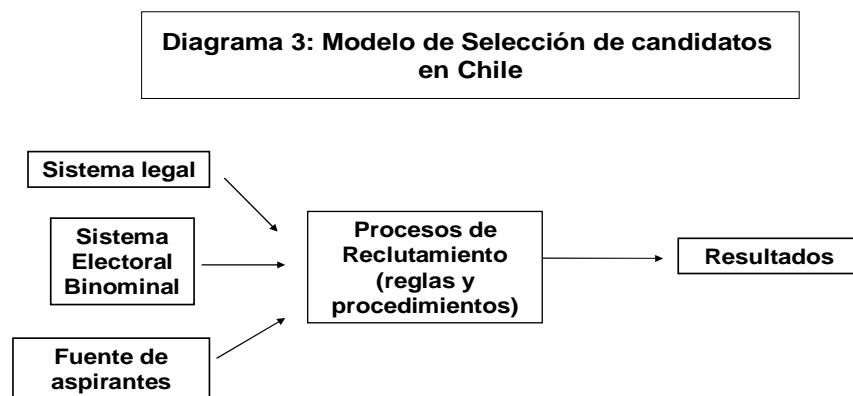 Diagrama 3: Modelo de Selección de candidatos
en Chile
Sistema legal
Sistema
Electoral
Binominal
Fuente de
aspirantes
Procesos de
Reclutamiento
(reglas y
procedimientos)
Resultados